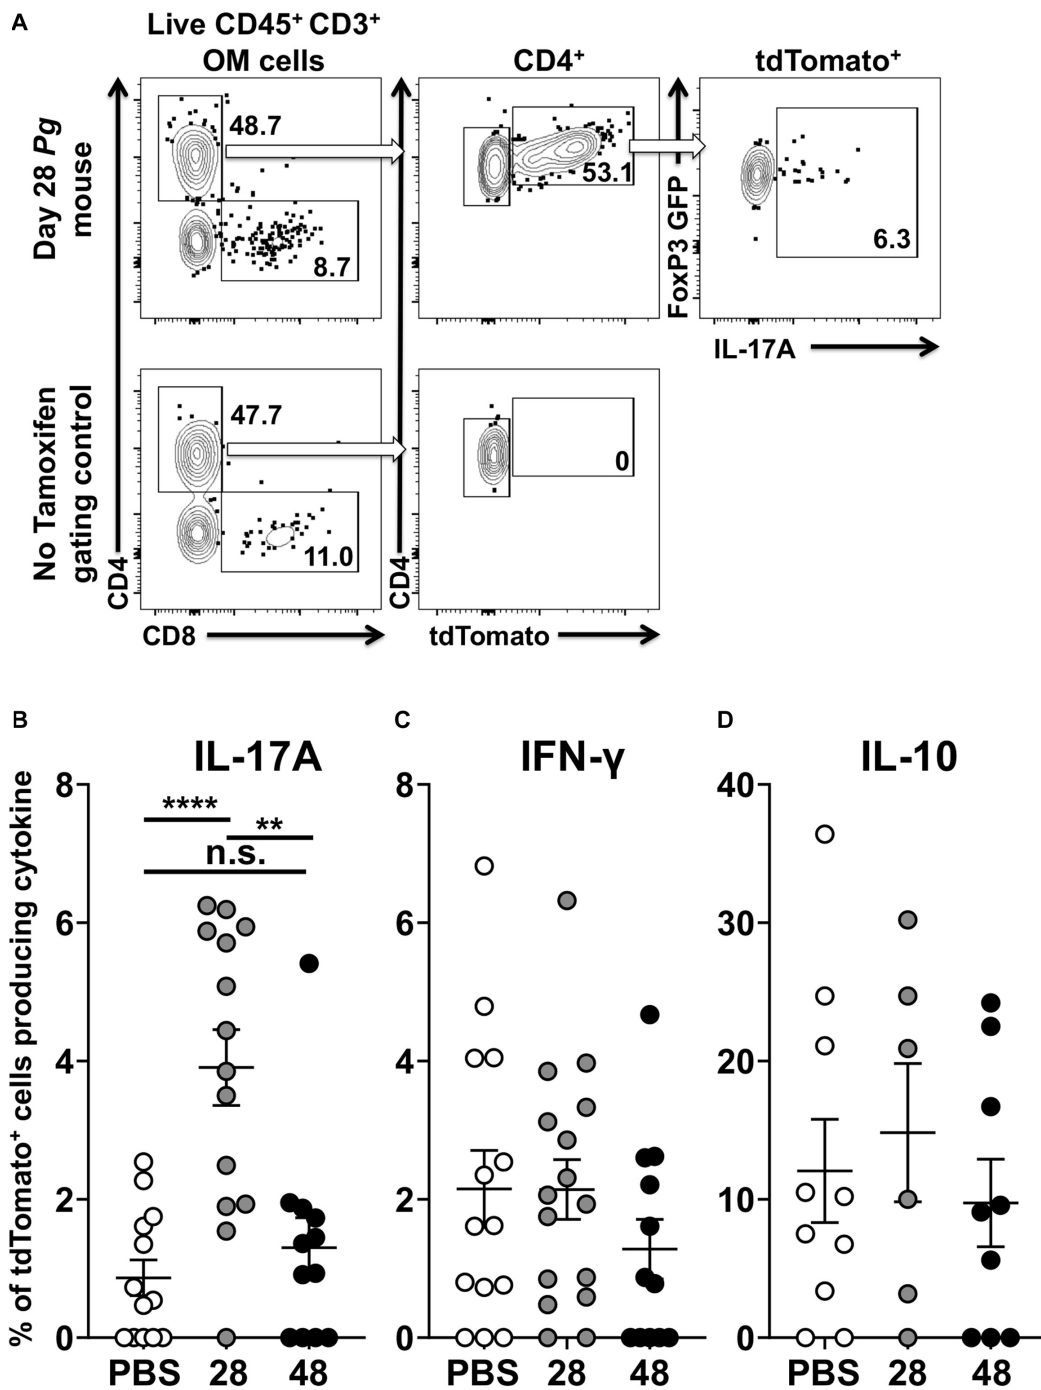 A
Live CD45+ CD3+
OM cells
CD4+
tdTomato+
Day 28 Pg
mouse
48.7
8.7
53.1
6.3
FoxP3 GFP
IL-17A
No Tamoxifen
gating control
47.7
11.0
0
CD4
CD4
CD8
tdTomato
B
C
D
IL-17A
IFN-γ
IL-10
% of tdTomato+ cells producing cytokine
8
6
4
2
0
****
**
n.s.
PBS 28 48
8
6
4
2
0
PBS 28 48
40
30
20
10
0
PBS 28 48